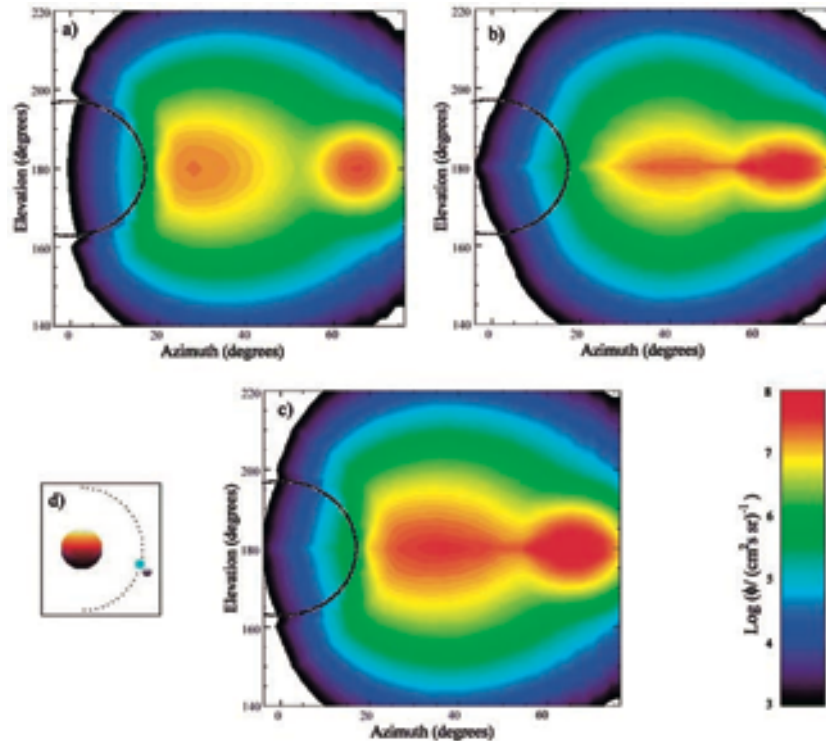 a)
220
200
180
160
140
Elevation (degrees)
0 20 40 60
Azimuth (degrees)
b)
220
200
180
160
140
Elevation (degrees)
0 20 40 60
Azimuth (degrees)
c)
220
200
180
160
140
Elevation (degrees)
0 20 40 60
Azimuth (degrees)
d)
8
7
6
5
4
3
Log (ϕ/ (cm²s sr)⁻¹)